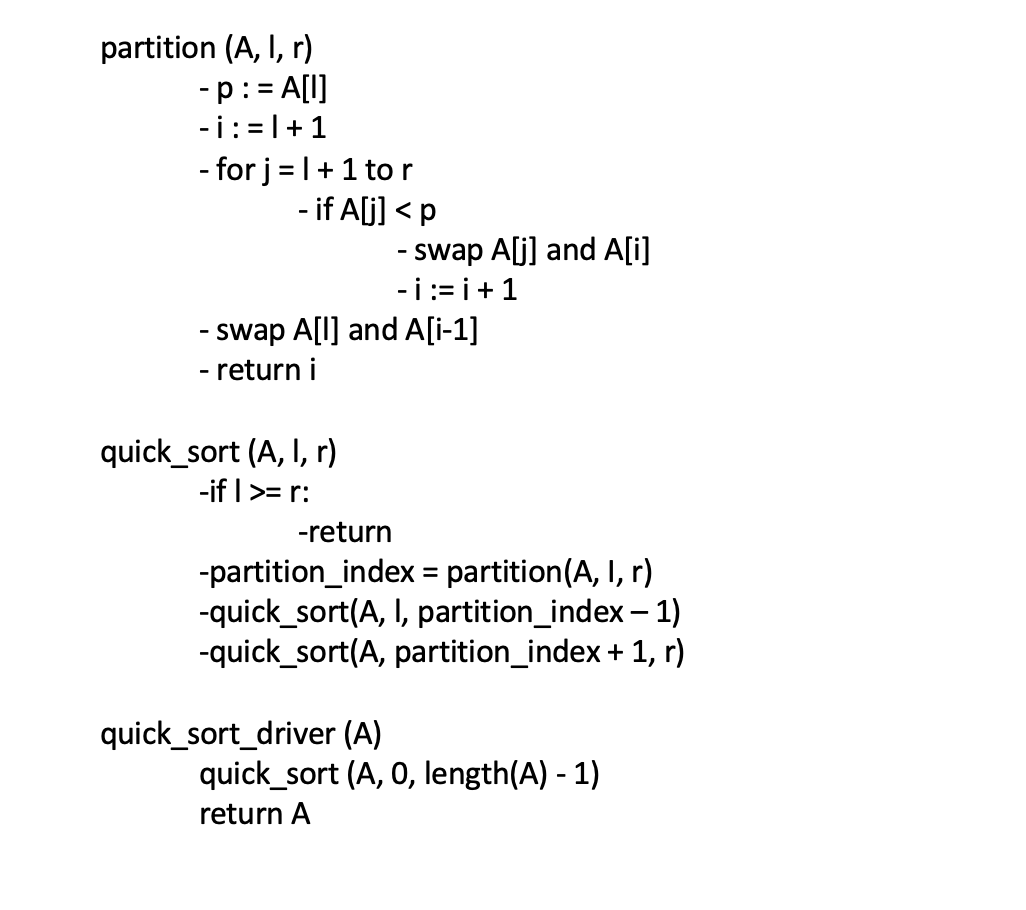 partition (A, l, r)
- p : = A[l]
- i : = l + 1
- for j = l + 1 to r
- if A[j] < p
- swap A[j] and A[i]
- i := i + 1
- swap A[l] and A[i-1]
- return i
quick_sort (A, l, r)
-if l >= r:
-return
-partition_index = partition(A, l, r)
-quick_sort(A, l, partition_index – 1)
-quick_sort(A, partition_index + 1, r)
quick_sort_driver (A)
quick_sort (A, 0, length(A) - 1)
return A